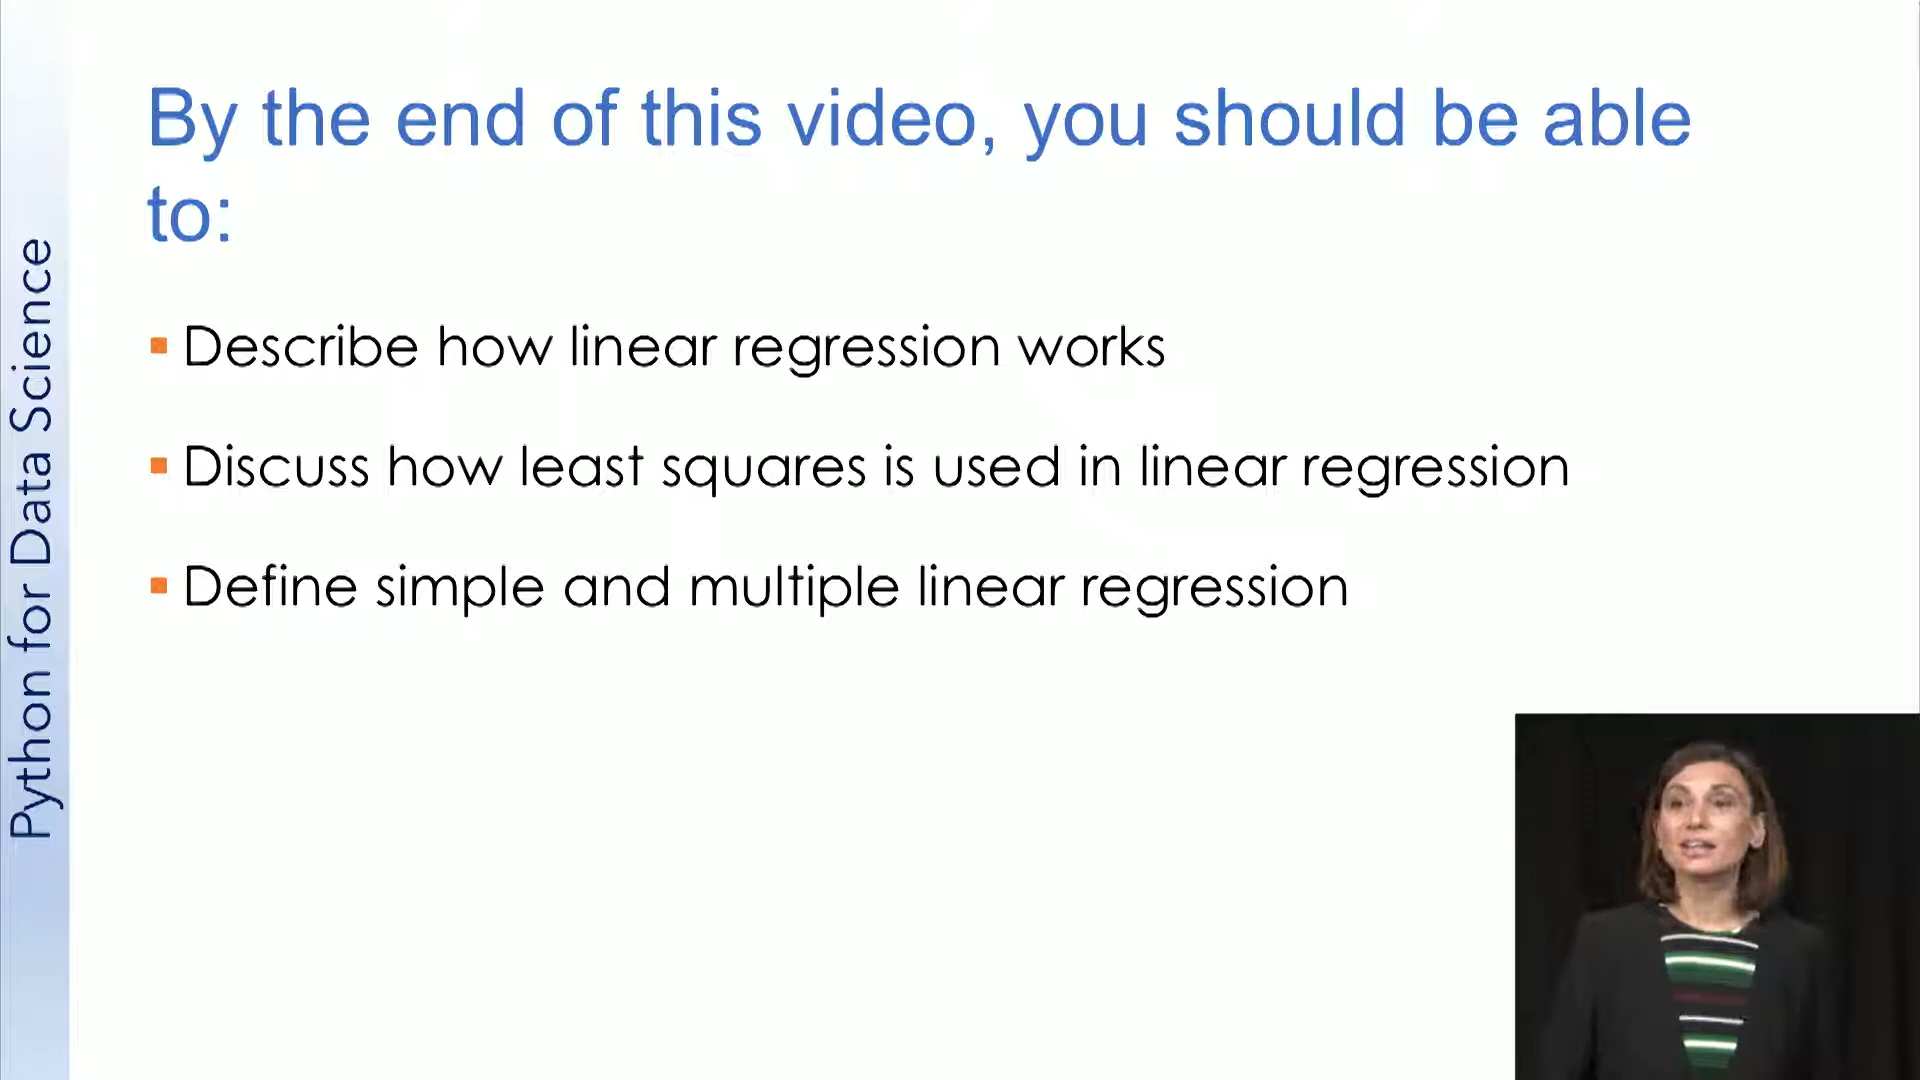 By the end of this video, you should be able
to:
Describe how linear regression works
Discuss how least squares is used in linear regression
Define simple and multiple linear regression
Python for Data Science